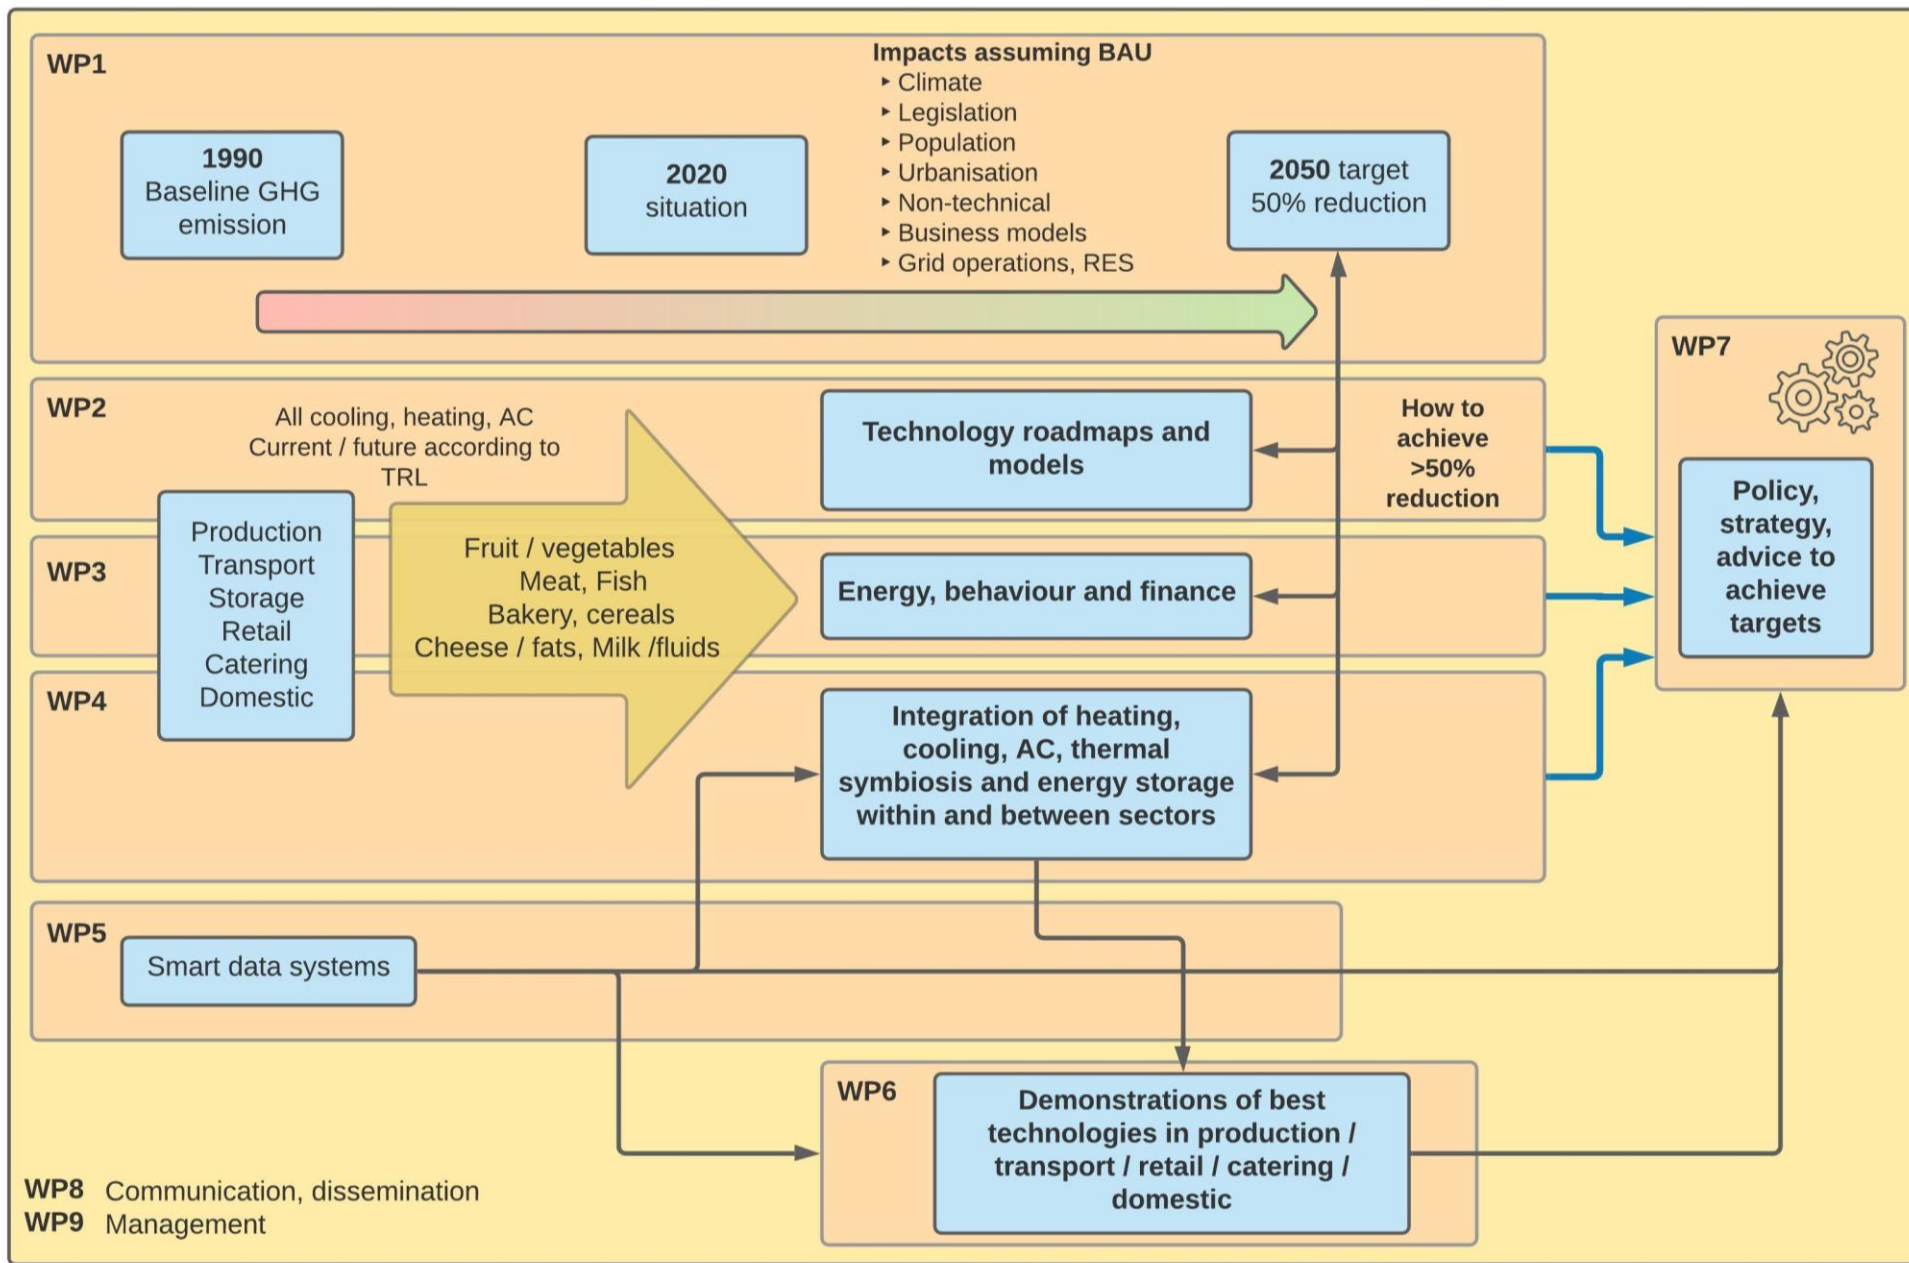 WP1
1990
Baseline GHG
emission
2020
situation
Impacts assuming BAU
‣ Climate
‣ Legislation
‣ Population
‣ Urbanisation
‣ Non-technical
‣ Business models
‣ Grid operations, RES
2050 target
50% reduction
WP2
All cooling, heating, AC
Current / future according to
TRL
Technology roadmaps and
models
How to
achieve
>50%
reduction
WP3
Production
Transport
Storage
Retail
Catering
Domestic
Fruit / vegetables
Meat, Fish
Bakery, cereals
Cheese / fats, Milk /fluids
Energy, behaviour and finance
WP4
Integration of heating,
cooling, AC, thermal
symbiosis and energy storage
within and between sectors
WP7
Policy,
strategy,
advice to
achieve
targets
WP5
Smart data systems
WP6
Demonstrations of best
technologies in production /
transport / retail / catering /
domestic
WP8 Communication, dissemination
WP9 Management